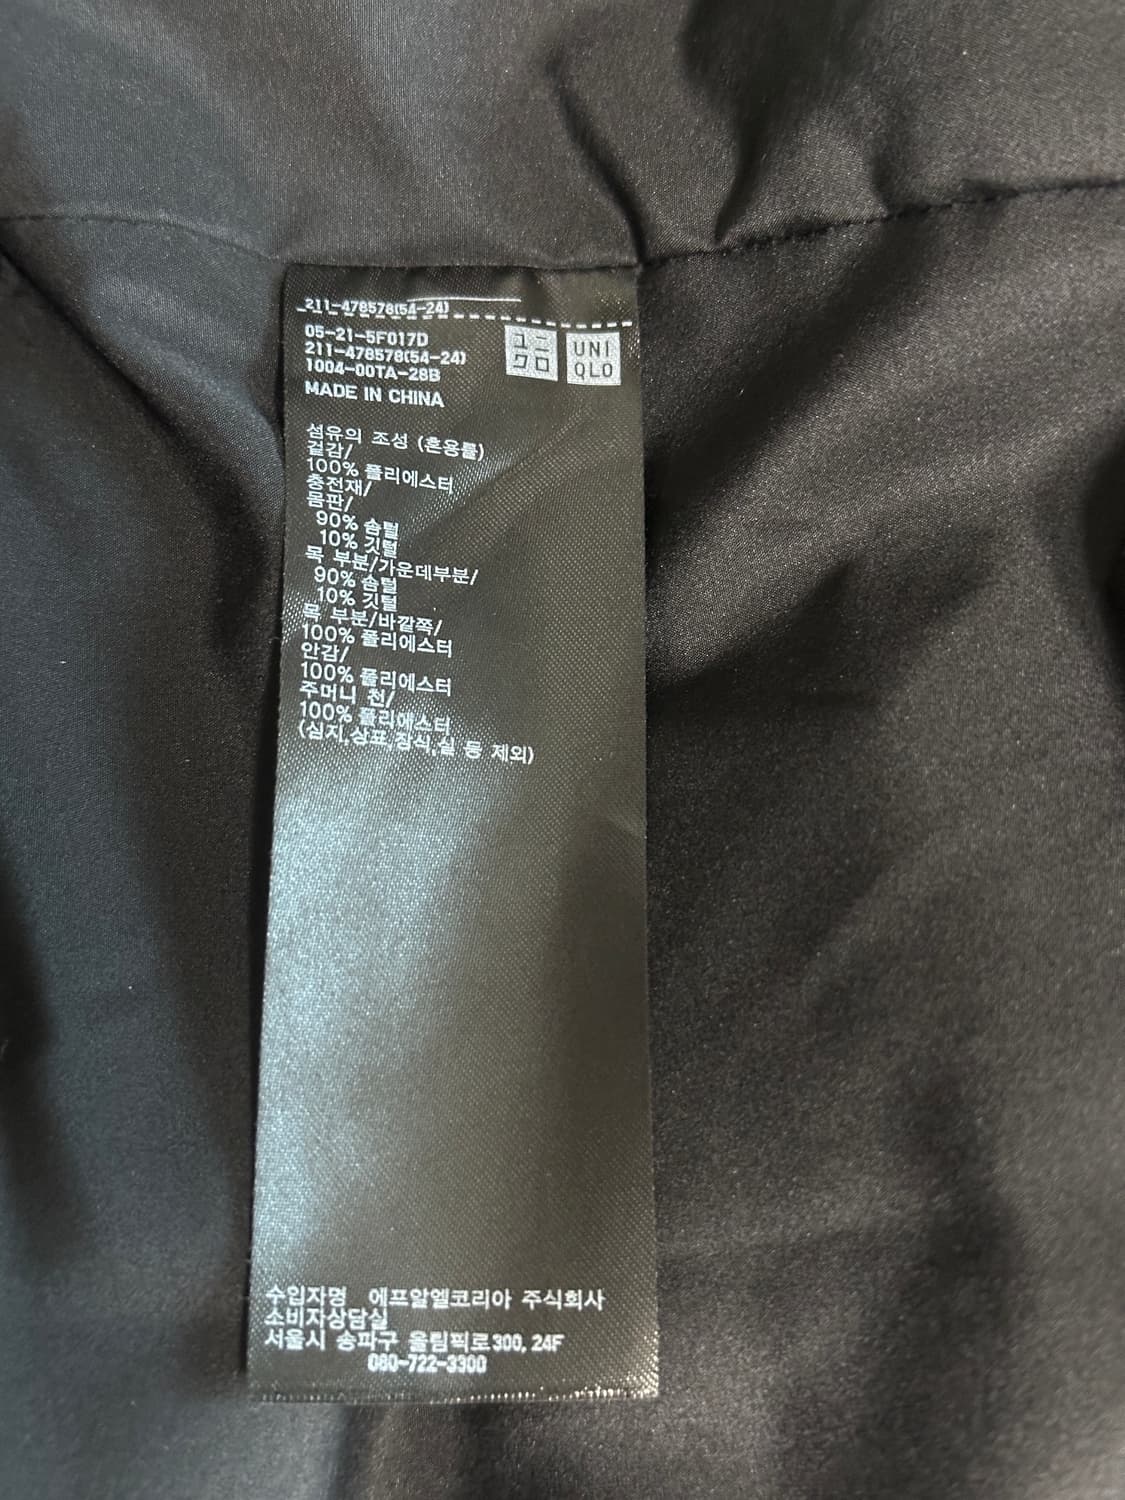 211-478578(54-24)
05-21-5F017D
211-478578(54-24)
1004-00TA-28B
MADE IN CHINA
ユニ
クロ
UNI
QLO
섬유의 조성 (혼용률)
겉감/
100% 폴리에스터
충전재/
몸판/
90% 솜털
10% 깃털
목 부분/가운데부분/
90% 솜털
10% 깃털
목 부분/바깥쪽/
100% 폴리에스터
안감/
100% 폴리에스터
주머니 천/
100% 폴리에스터
(심지,상표,장식,실 등 제외)
수입자명 에프알엘코리아 주식회사
소비자상담실
서울시 송파구 올림픽로300, 24F
080-722-3300